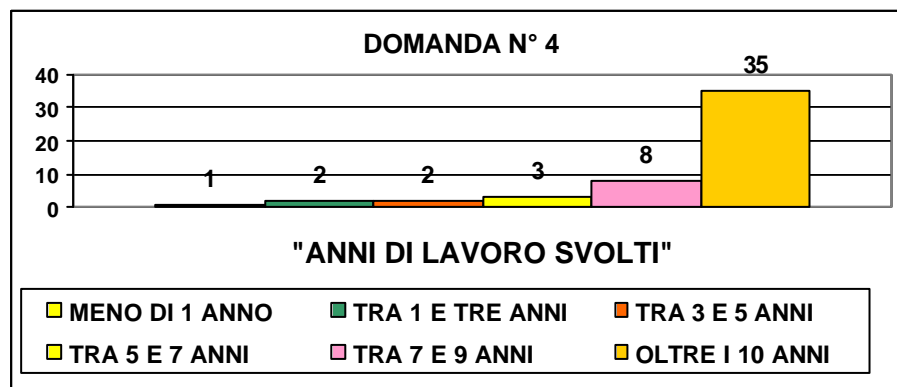 DOMANDA N° 4
40
30
20
10
0
1
2
2
3
8
35
"ANNI DI LAVORO SVOLTI"
MENO DI 1 ANNO TRA 1 E TRE ANNI TRA 3 E 5 ANNI
TRA 5 E 7 ANNI TRA 7 E 9 ANNI OLTRE I 10 ANNI